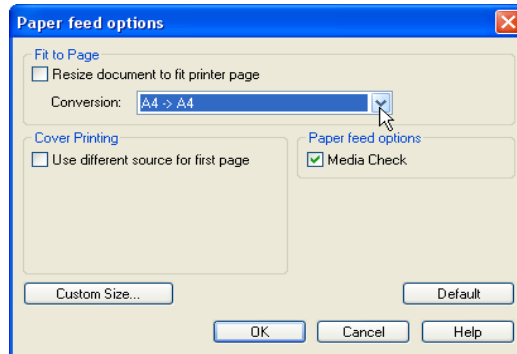 Paper feed options
Fit to Page
Resize document to fit printer page
Conversion: A4 -> A4
Cover Printing
Use different source for first page
Paper feed options
Media Check
Custom Size...
Default
OK
Cancel
Help